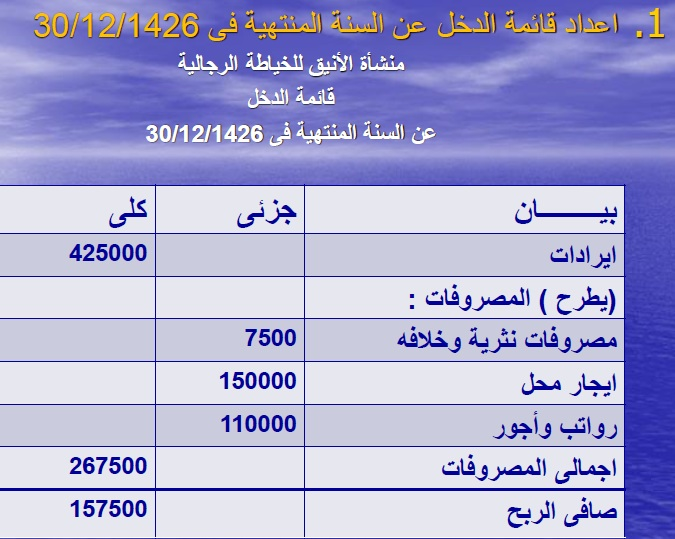 1. اعداد قائمة الدخل عن السنة المنتهية فى 30/12/1426
منشأة الأنيق للخياطة الرجالية
قائمة الدخل
عن السنة المنتهية فى 30/12/1426
بيـــــــــان جزئى كلى
ايرادات 425000
(يطرح ) المصروفات :
مصروفات نثرية وخلافه 7500
ايجار محل 150000
رواتب وأجور 110000
اجمالى المصروفات 267500
صافى الربح 157500